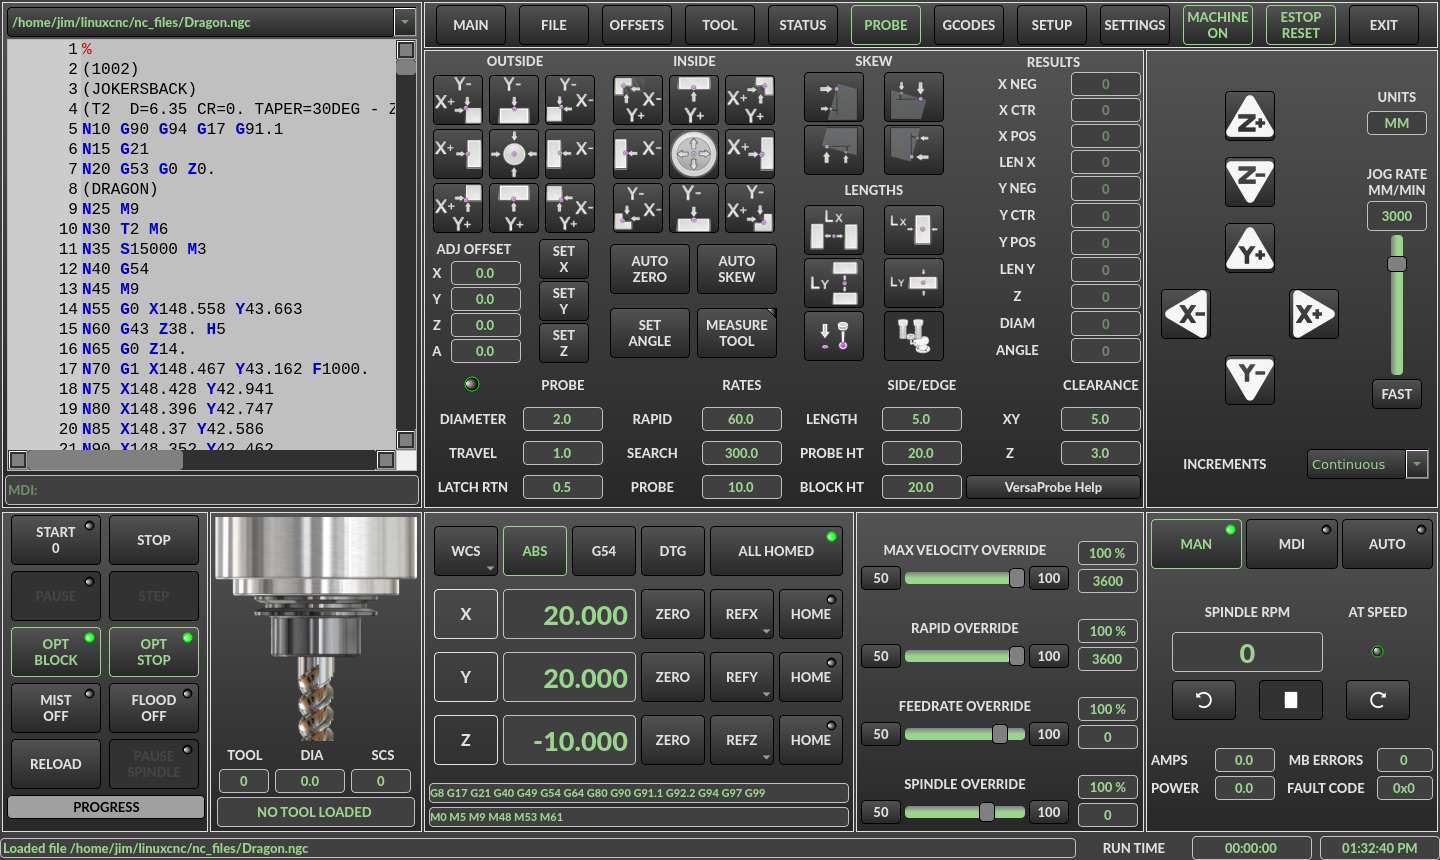 /home/jim/linuxcnc/nc_files/Dragon.ngc
1 %
2 (1002)
3 (JOKERSBACK)
4 (T2  D=6.35 CR=0. TAPER=30DEG - Z
5 N10 G90 G94 G17 G91.1
6 N15 G21
7 N20 G53 G0 Z0.
8 (DRAGON)
9 N25 M9
10 N30 T2 M6
11 N35 S15000 M3
12 N40 G54
13 N45 M9
14 N55 G0 X148.558 Y43.663
15 N60 G43 Z38. H5
16 N65 G0 Z14.
17 N70 G1 X148.467 Y43.162 F1000.
18 N75 X148.428 Y42.941
19 N80 X148.396 Y42.747
20 N85 X148.37 Y42.586
21 N90 X148.352 Y42.462
MDI:
MAIN FILE OFFSETS TOOL STATUS PROBE GCODES SETUP SETTINGS MACHINE ON ESTOP RESET EXIT
OUTSIDE INSIDE SKEW RESULTS
Y- Y- Y- Y-
X+ X- X- X+
Y+ Y+ Y+
X+ X- X- X+
X+ X- Y- Y- Y-
Y+ Y+ Y+ X- X+
LENGTHS
LX LX
LY LY
X NEG 0
X CTR 0
X POS 0
LEN X 0
Y NEG 0
Y CTR 0
Y POS 0
LEN Y 0
Z 0
DIAM 0
ANGLE 0
ADJ OFFSET
X 0.0 SET X
Y 0.0 SET Y
Z 0.0 SET Z
A 0.0
AUTO ZERO AUTO SKEW
SET ANGLE MEASURE TOOL
PROBE RATES SIDE/EDGE CLEARANCE
DIAMETER 2.0 RAPID 60.0 LENGTH 5.0 XY 5.0
TRAVEL 1.0 SEARCH 300.0 PROBE HT 20.0 Z 3.0
LATCH RTN 0.5 PROBE 10.0 BLOCK HT 20.0 VersaProbe Help
Z+
Z-
Y+
X- X+
Y-
UNITS
MM
JOG RATE
MM/MIN
3000
FAST
INCREMENTS Continuous
START 0 STOP
PAUSE STEP
OPT BLOCK OPT STOP
MIST OFF FLOOD OFF
RELOAD PAUSE SPINDLE
PROGRESS
TOOL DIA SCS
0 0.0 0
NO TOOL LOADED
WCS ABS G54 DTG ALL HOMED
X 20.000 ZERO REFX HOME
Y 20.000 ZERO REFY HOME
Z -10.000 ZERO REFZ HOME
G8 G17 G21 G40 G49 G54 G64 G80 G90 G91.1 G92.2 G94 G97 G99
M0 M5 M9 M48 M53 M61
MAX VELOCITY OVERRIDE 100 %
50 100 3600
RAPID OVERRIDE 100 %
50 100 3600
FEEDRATE OVERRIDE 100 %
50 100 0
SPINDLE OVERRIDE 100 %
50 100 0
MAN MDI AUTO
SPINDLE RPM AT SPEED
0
AMPS 0.0 MB ERRORS 0
POWER 0.0 FAULT CODE 0x0
Loaded file /home/jim/linuxcnc/nc_files/Dragon.ngc
RUN TIME 00:00:00 01:32:40 PM